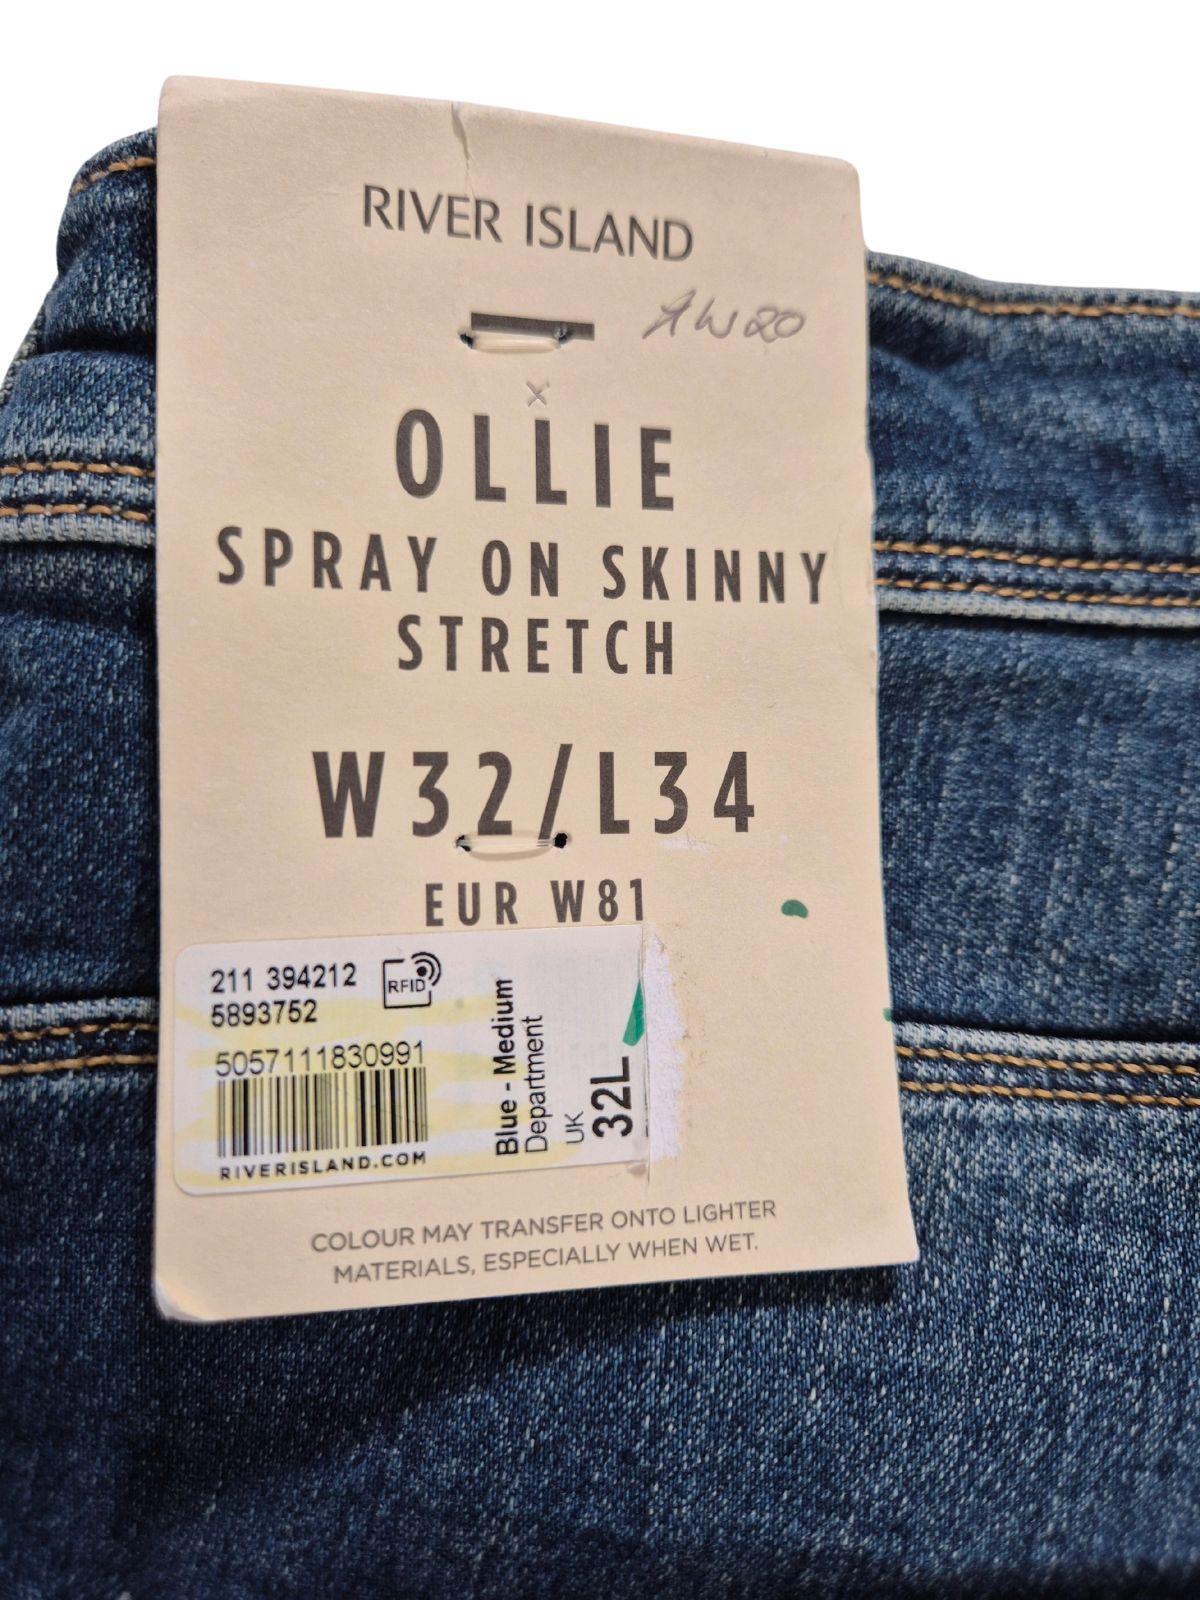 RIVER ISLAND
AW20
OLLIE
SPRAY ON SKINNY
STRETCH
W32/L34
EUR W81
211 394212
5893752
RFID
5057111830991
RIVERISLAND.COM
Blue - Medium
Department
UK
32L
COLOUR MAY TRANSFER ONTO LIGHTER
MATERIALS, ESPECIALLY WHEN WET.